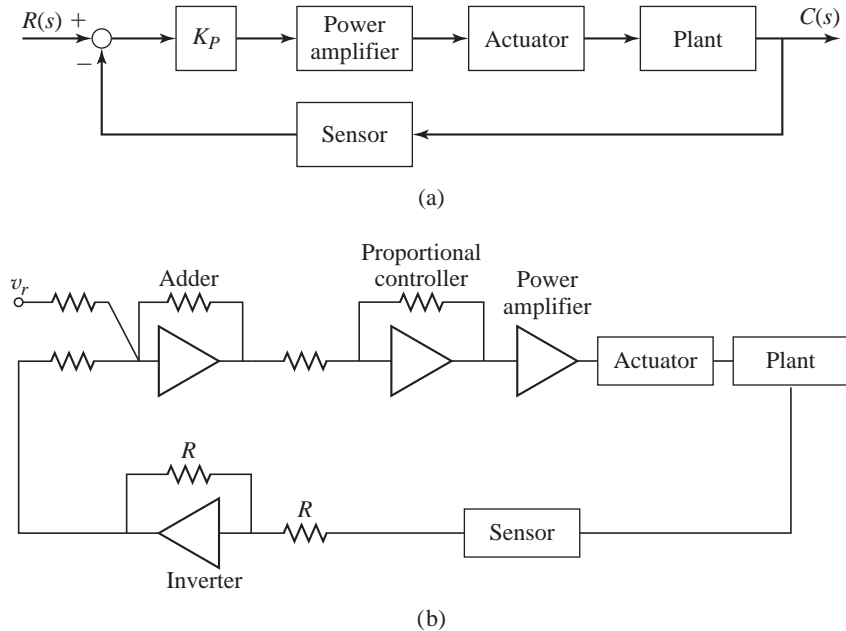 R(s) +
−
K_P
Power
amplifier
Actuator
Plant
C(s)
Sensor
(a)
v_r
Adder
Proportional
controller
Power
amplifier
Actuator
Plant
R
R
Inverter
Sensor
(b)